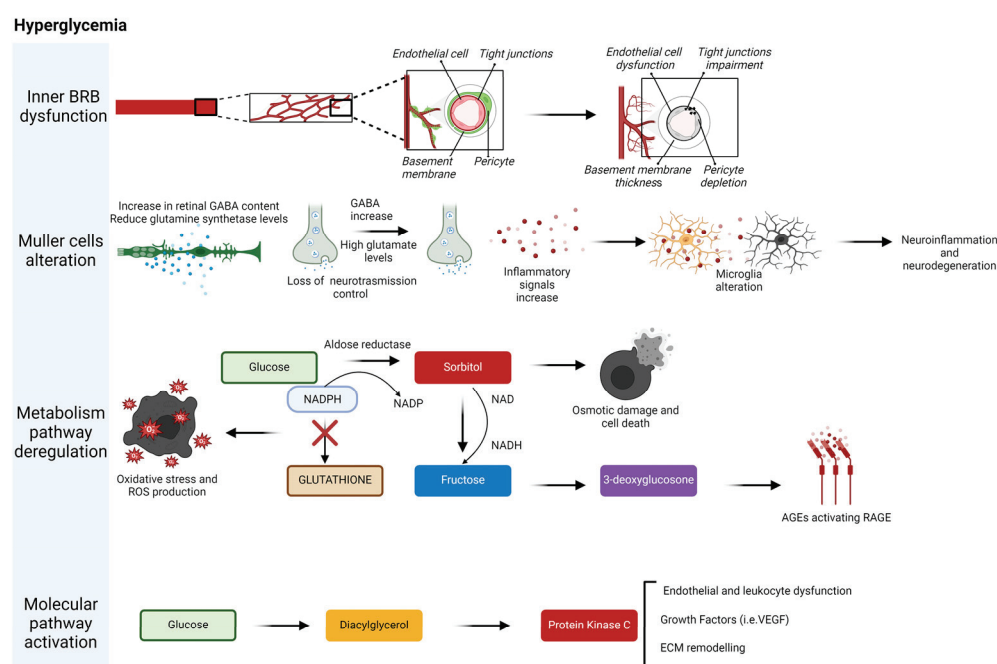 Hyperglycemia
Inner BRB
dysfunction
Endothelial cell
Tight junctions
Basement
membrane
Pericyte
Endothelial cell
dysfunction
Tight junctions
impairment
Basement membrane
thickness
Pericyte
depletion
Muller cells
alteration
Increase in retinal GABA content
Reduce glutamine synthetase levels
GABA
increase
High glutamate
levels
Loss of neurotrasmission
control
Inflammatory
signals
increase
Microglia
alteration
Neuroinflammation
and
neurodegeneration
Metabolism
pathway
deregulation
Oxidative stress and
ROS production
Glucose
Aldose reductase
Sorbitol
NADPH
NADP
NAD
NADH
GLUTATHIONE
Fructose
Osmotic damage and
cell death
3-deoxyglucosone
AGEs activating RAGE
Molecular
pathway
activation
Glucose
Diacylglycerol
Protein Kinase C
Endothelial and leukocyte dysfunction
Growth Factors (i.e.VEGF)
ECM remodelling